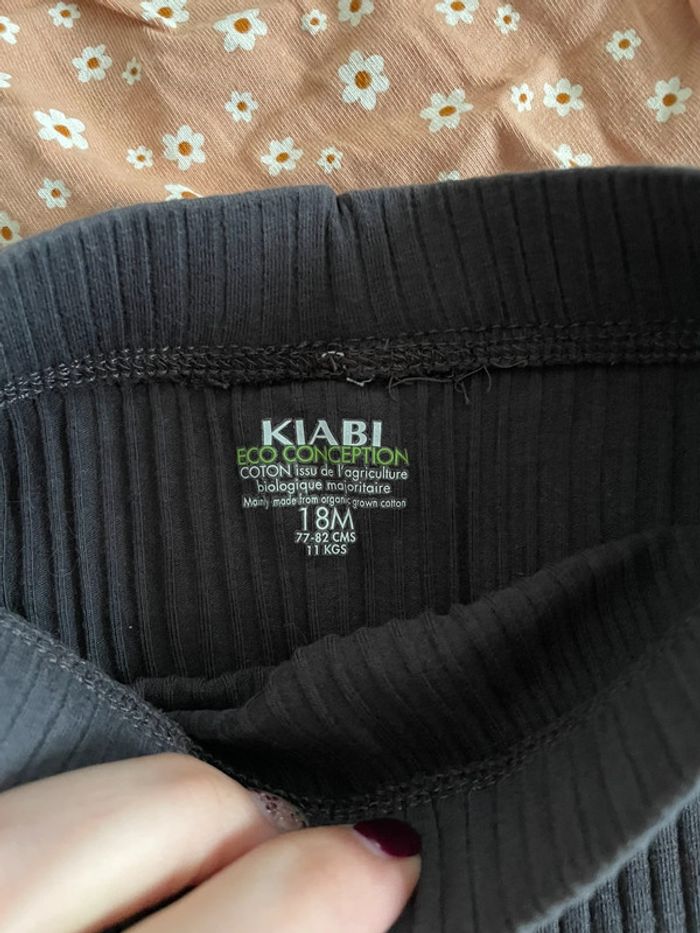 KIABI
ECO CONCEPTION
COTON issu de l'agriculture
biologique majoritaire
Mainly made from organic grown cotton
18M
77-82 CMS
11 KGS